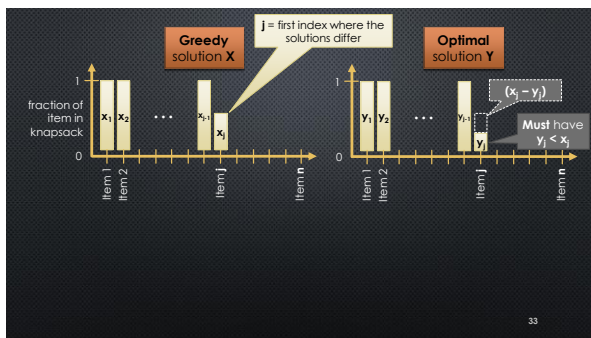 Greedy
solution X
j = first index where the
solutions differ
Optimal
solution Y
1
fraction of
item in
knapsack
0
x1
x2
...
xj-1
xj
Item 1
Item 2
Item j
Item n
1
0
y1
y2
...
yj-1
yj
(xj – yj)
Must have
yj < xj
Item 1
Item 2
Item j
Item n
33